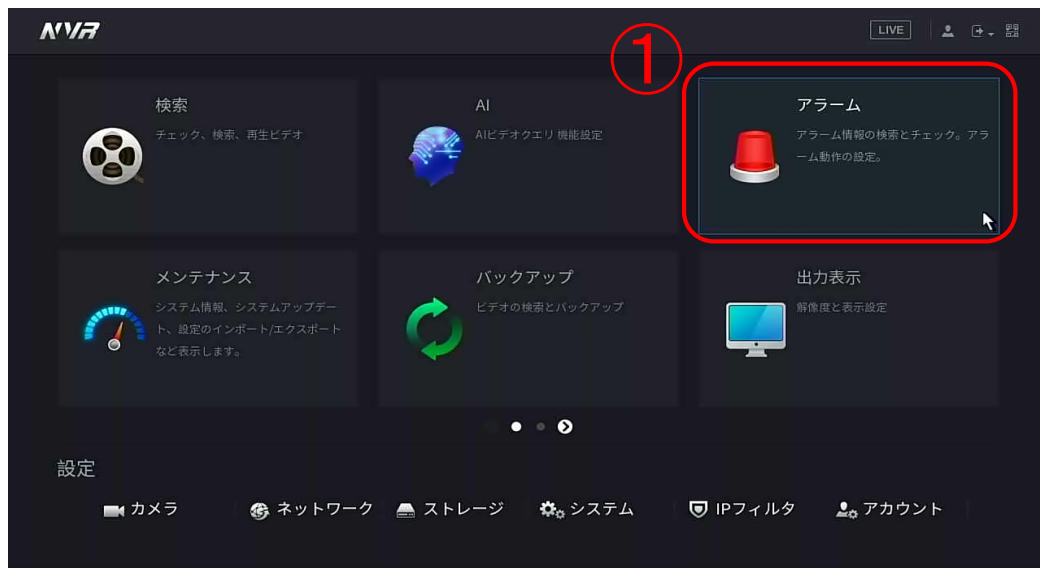 NVR
LIVE
①
検索
チェック、検索、再生ビデオ
AI
AIビデオクエリ 機能設定
アラーム
アラーム情報の検索とチェック。アラ
ーム動作の設定。
メンテナンス
システム情報、システムアップデー
ト、設定のインポート/エクスポート
など表示します。
バックアップ
ビデオの検索とバックアップ
出力表示
解像度と表示設定
設定
カメラ
ネットワーク
ストレージ
システム
IPフィルタ
アカウント